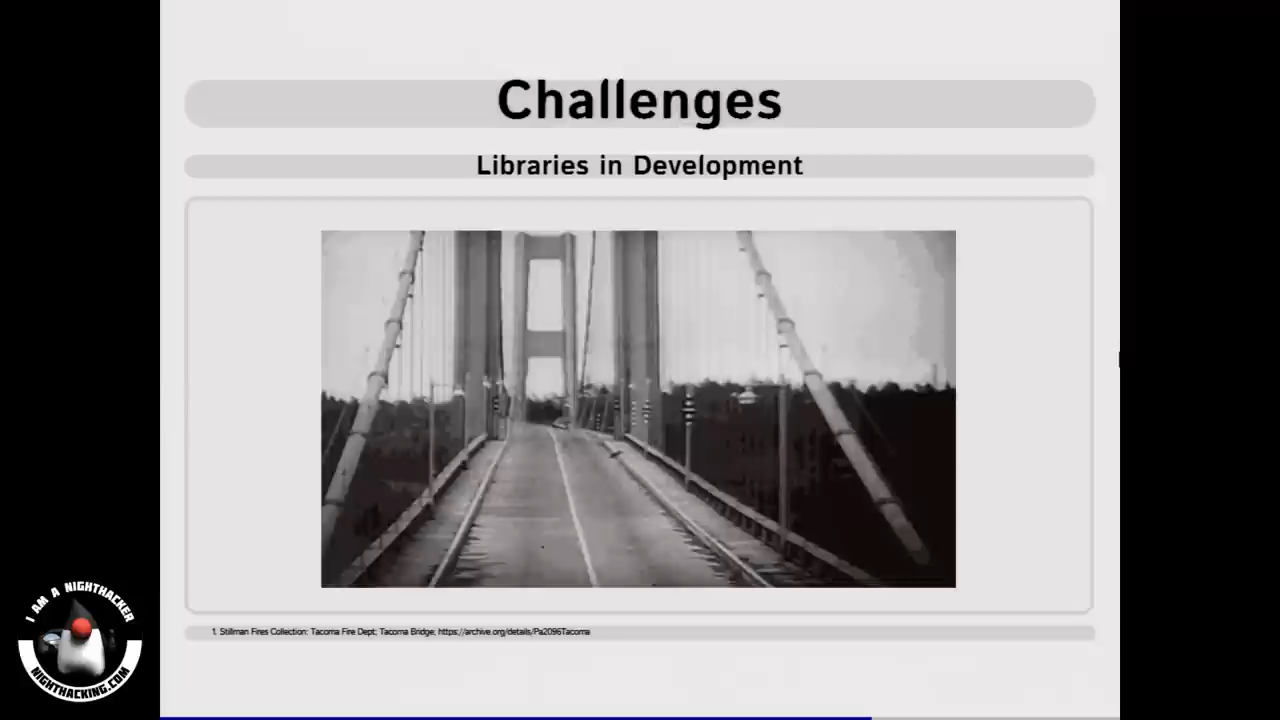 Challenges
Libraries in Development
1. Stillman Fires Collection: Tacoma Fire Dept; Tacoma Bridge; https://archive.org/details/Pa2096Tacoma
I AM A NIGHTHACKER
NIGHTHACKING.COM